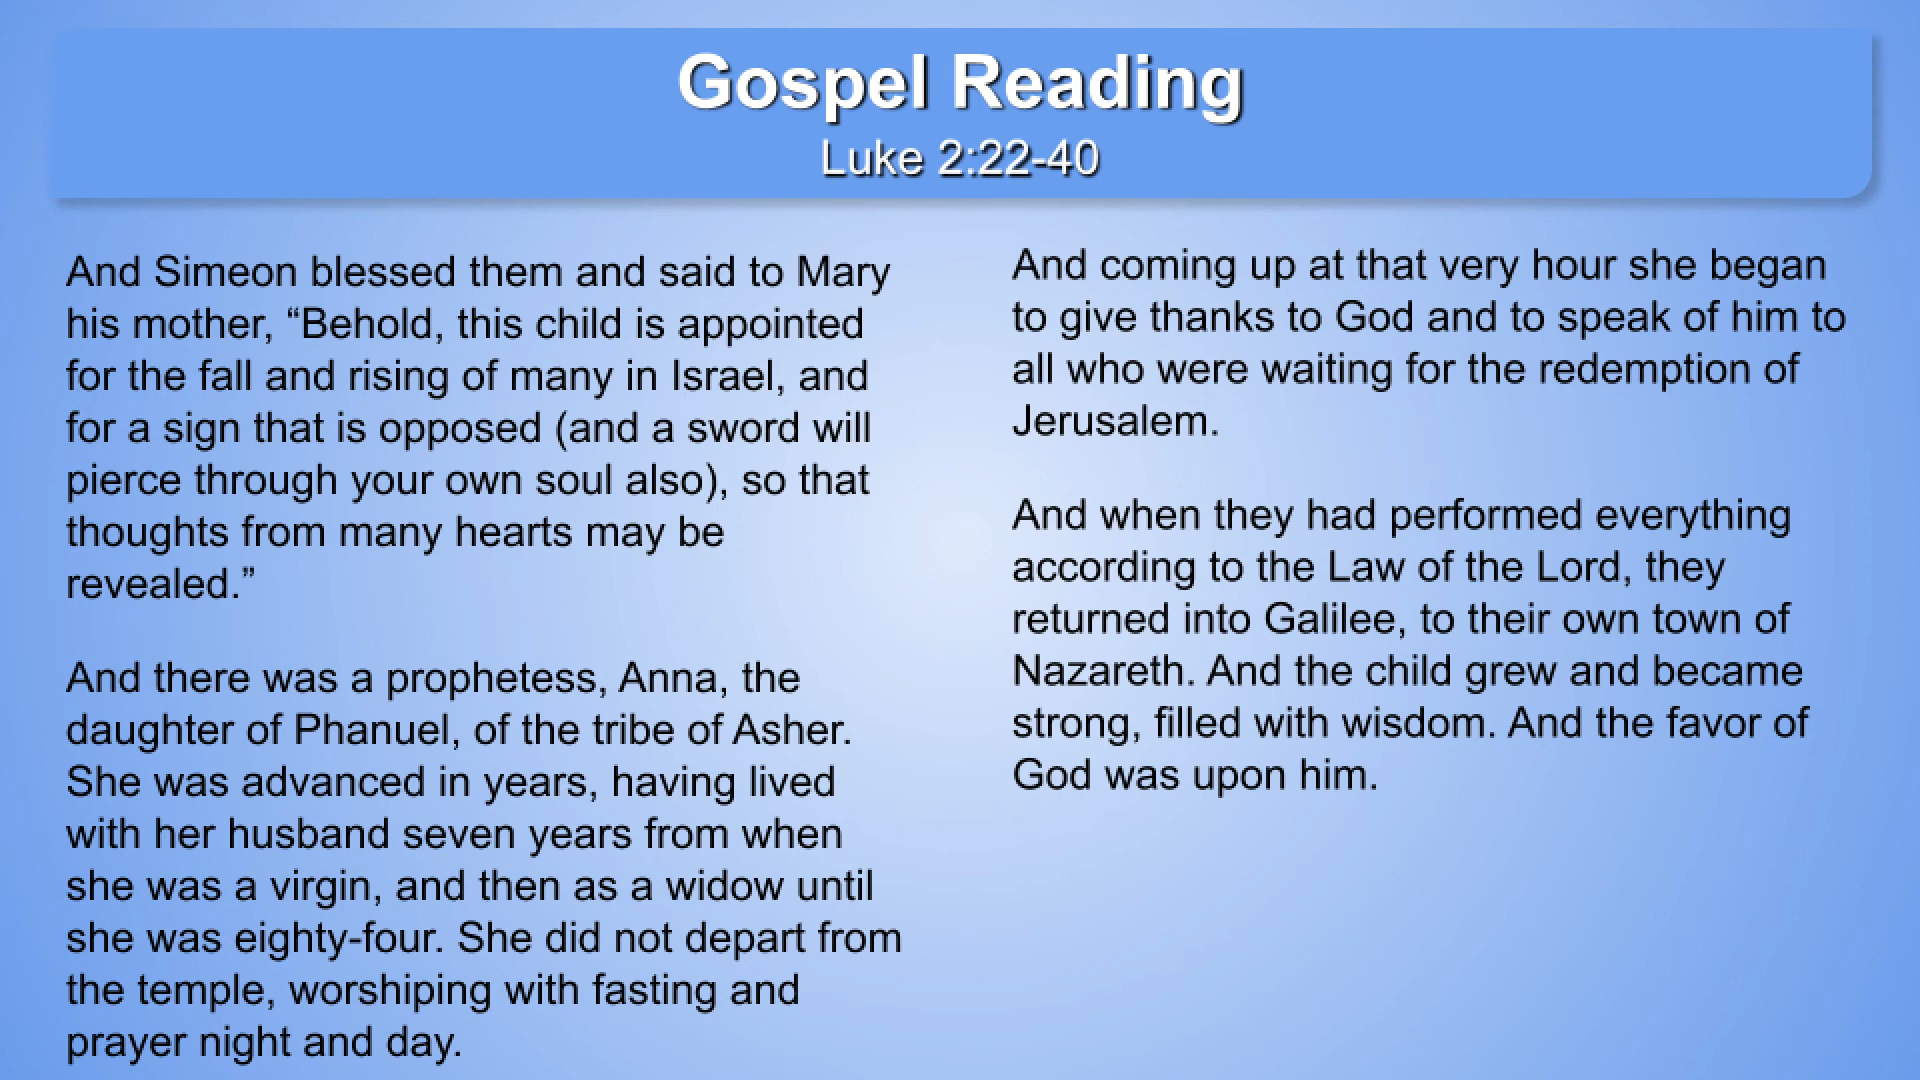 Gospel Reading
Luke 2:22-40
And Simeon blessed them and said to Mary
his mother, “Behold, this child is appointed
for the fall and rising of many in Israel, and
for a sign that is opposed (and a sword will
pierce through your own soul also), so that
thoughts from many hearts may be
revealed.”
And there was a prophetess, Anna, the
daughter of Phanuel, of the tribe of Asher.
She was advanced in years, having lived
with her husband seven years from when
she was a virgin, and then as a widow until
she was eighty-four. She did not depart from
the temple, worshiping with fasting and
prayer night and day.
And coming up at that very hour she began
to give thanks to God and to speak of him to
all who were waiting for the redemption of
Jerusalem.
And when they had performed everything
according to the Law of the Lord, they
returned into Galilee, to their own town of
Nazareth. And the child grew and became
strong, filled with wisdom. And the favor of
God was upon him.